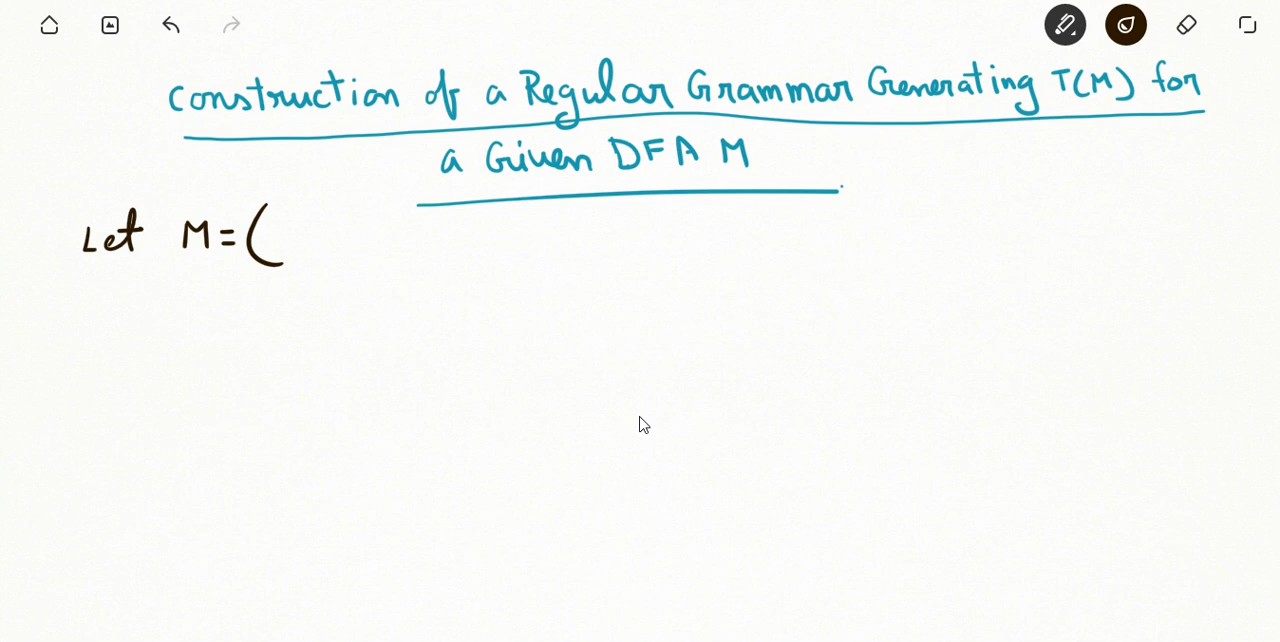 Construction of a Regular Grammar Generating T(M) for
a Given DFA M
Let M=(